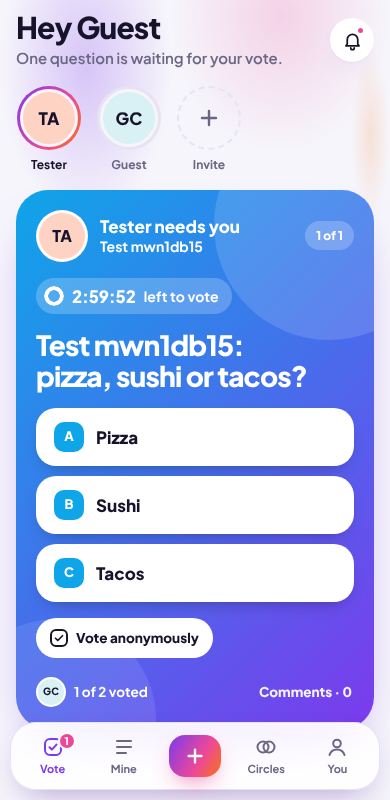 Hey Guest
One question is waiting for your vote.
TA
GC
Tester
Guest
Invite
TA
Tester needs you
Test mwn1db15
1 of 1
2:59:52 left to vote
Test mwn1db15:
pizza, sushi or tacos?
A Pizza
B Sushi
C Tacos
Vote anonymously
GC 1 of 2 voted
Comments · 0
1
Vote
Mine
Circles
You